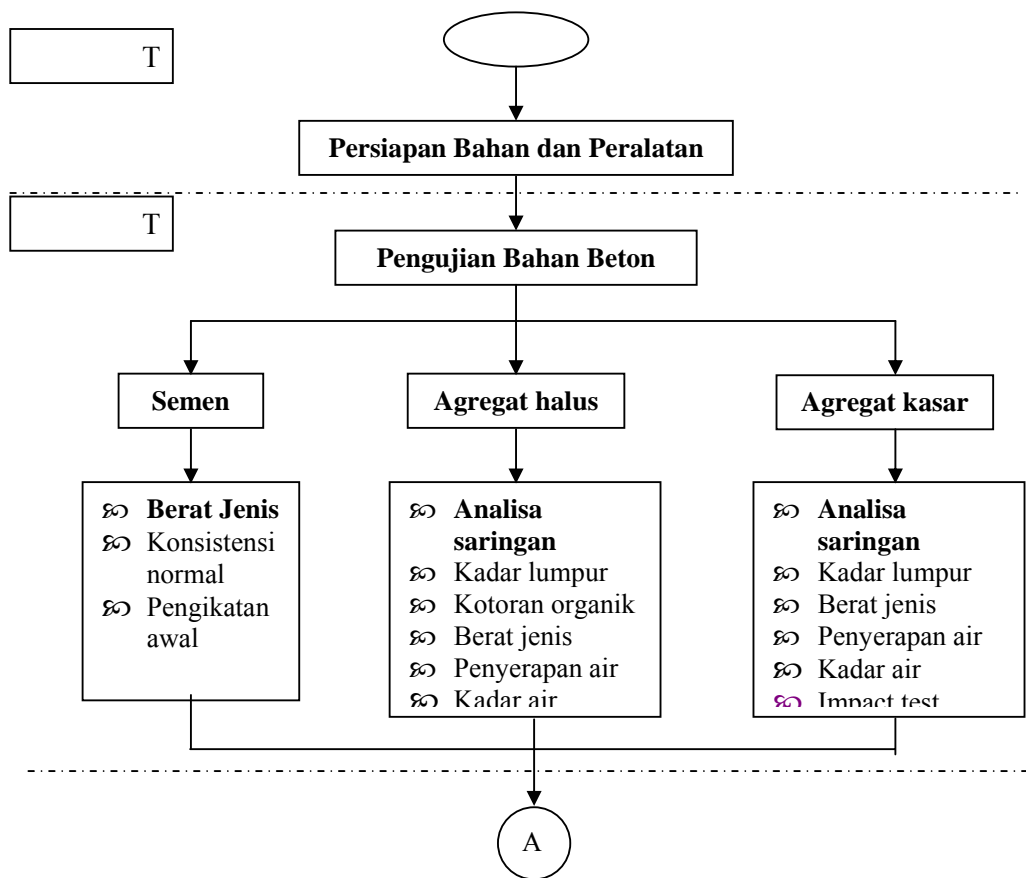 T
Persiapan Bahan dan Peralatan
T
Pengujian Bahan Beton
Semen
Agregat halus
Agregat kasar
Berat Jenis
Konsistensi
normal
Pengikatan
awal
Analisa
saringan
Kadar lumpur
Kotoran organik
Berat jenis
Penyerapan air
Kadar air
Analisa
saringan
Kadar lumpur
Berat jenis
Penyerapan air
Kadar air
Impact test
A